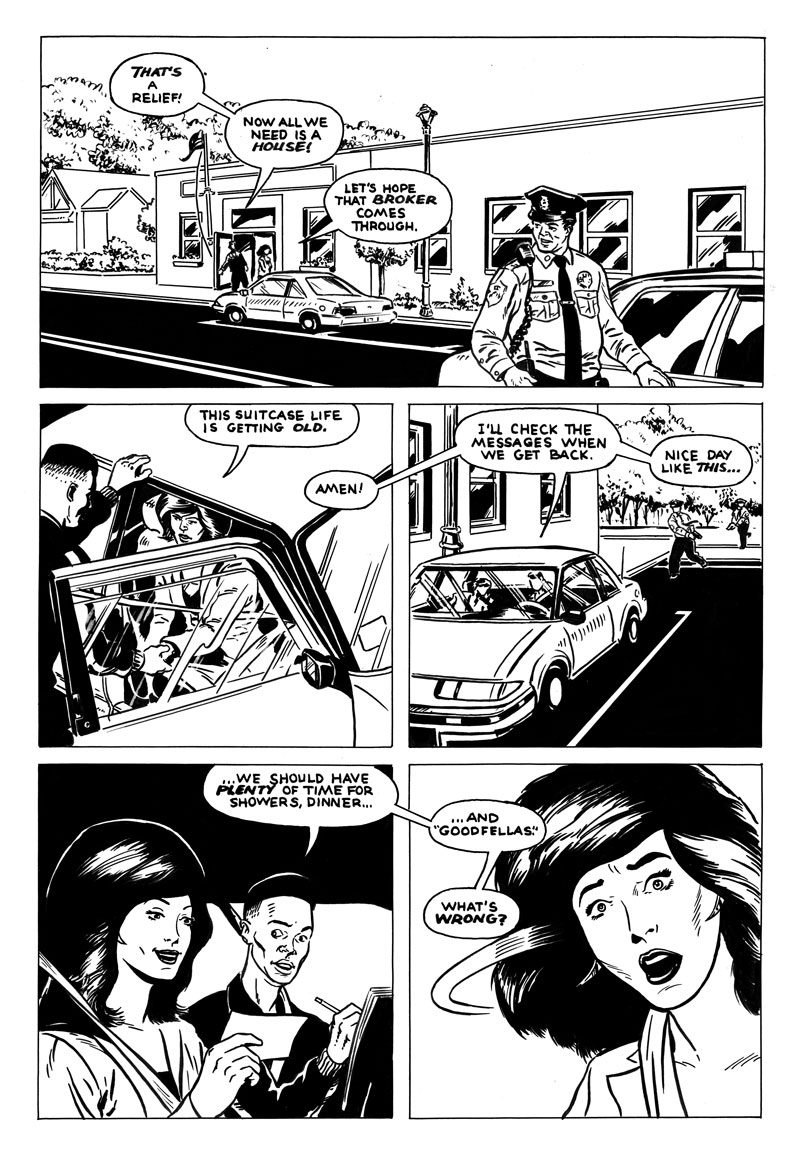 THAT'S
A
RELIEF!
NOW ALL WE
NEED IS A
HOUSE!
LET'S HOPE
THAT BROKER
COMES
THROUGH.
THIS SUITCASE LIFE
IS GETTING OLD.
AMEN!
I'LL CHECK THE
MESSAGES WHEN
WE GET BACK.
NICE DAY
LIKE THIS...
...WE SHOULD HAVE
PLENTY OF TIME FOR
SHOWERS, DINNER...
...AND
"GOODFELLAS."
WHAT'S
WRONG?